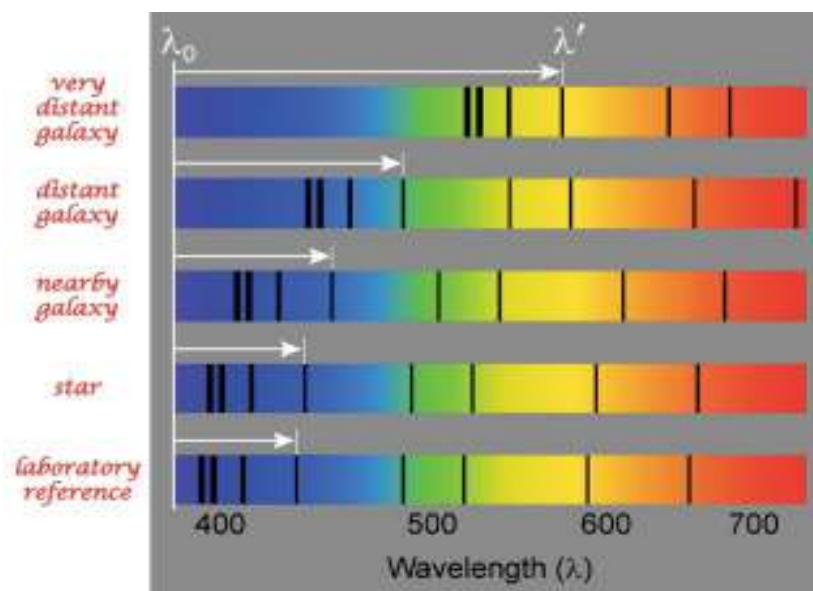 λ₀ λ′
very
distant
galaxy
distant
galaxy
nearby
galaxy
star
laboratory
reference
400 500 600 700
Wavelength (λ)